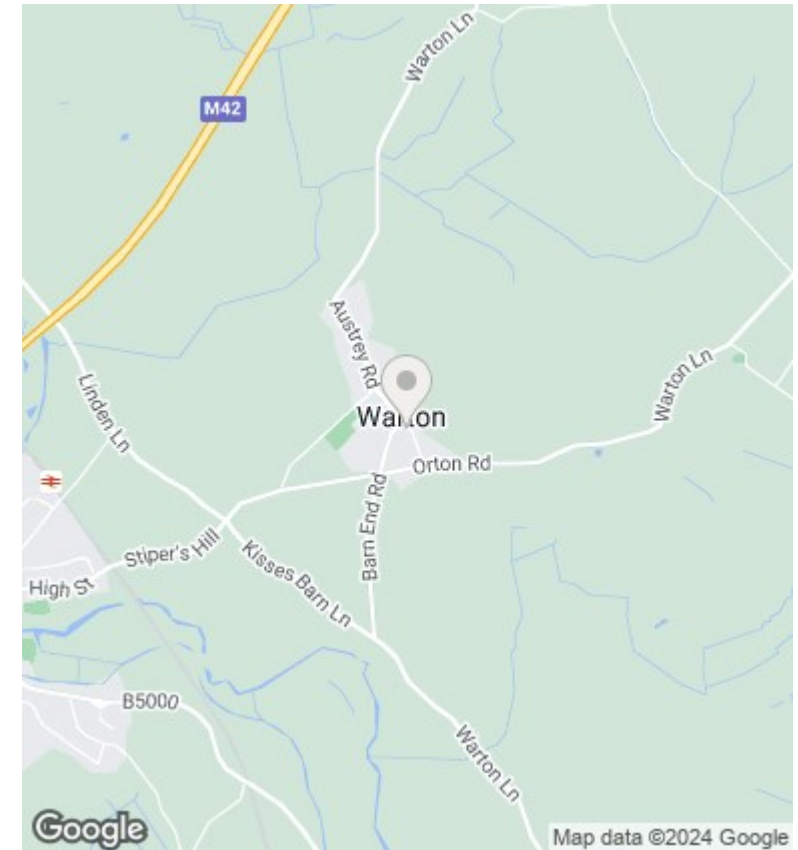 Warton Ln
M42
Austrey Rd
Warton Ln
Linden Ln
Warton
Orton Rd
Barn End Rd
Stiper's Hill
Kisses Barn Ln
High St
B5000
Warton Ln
Google
Map data ©2024 Google